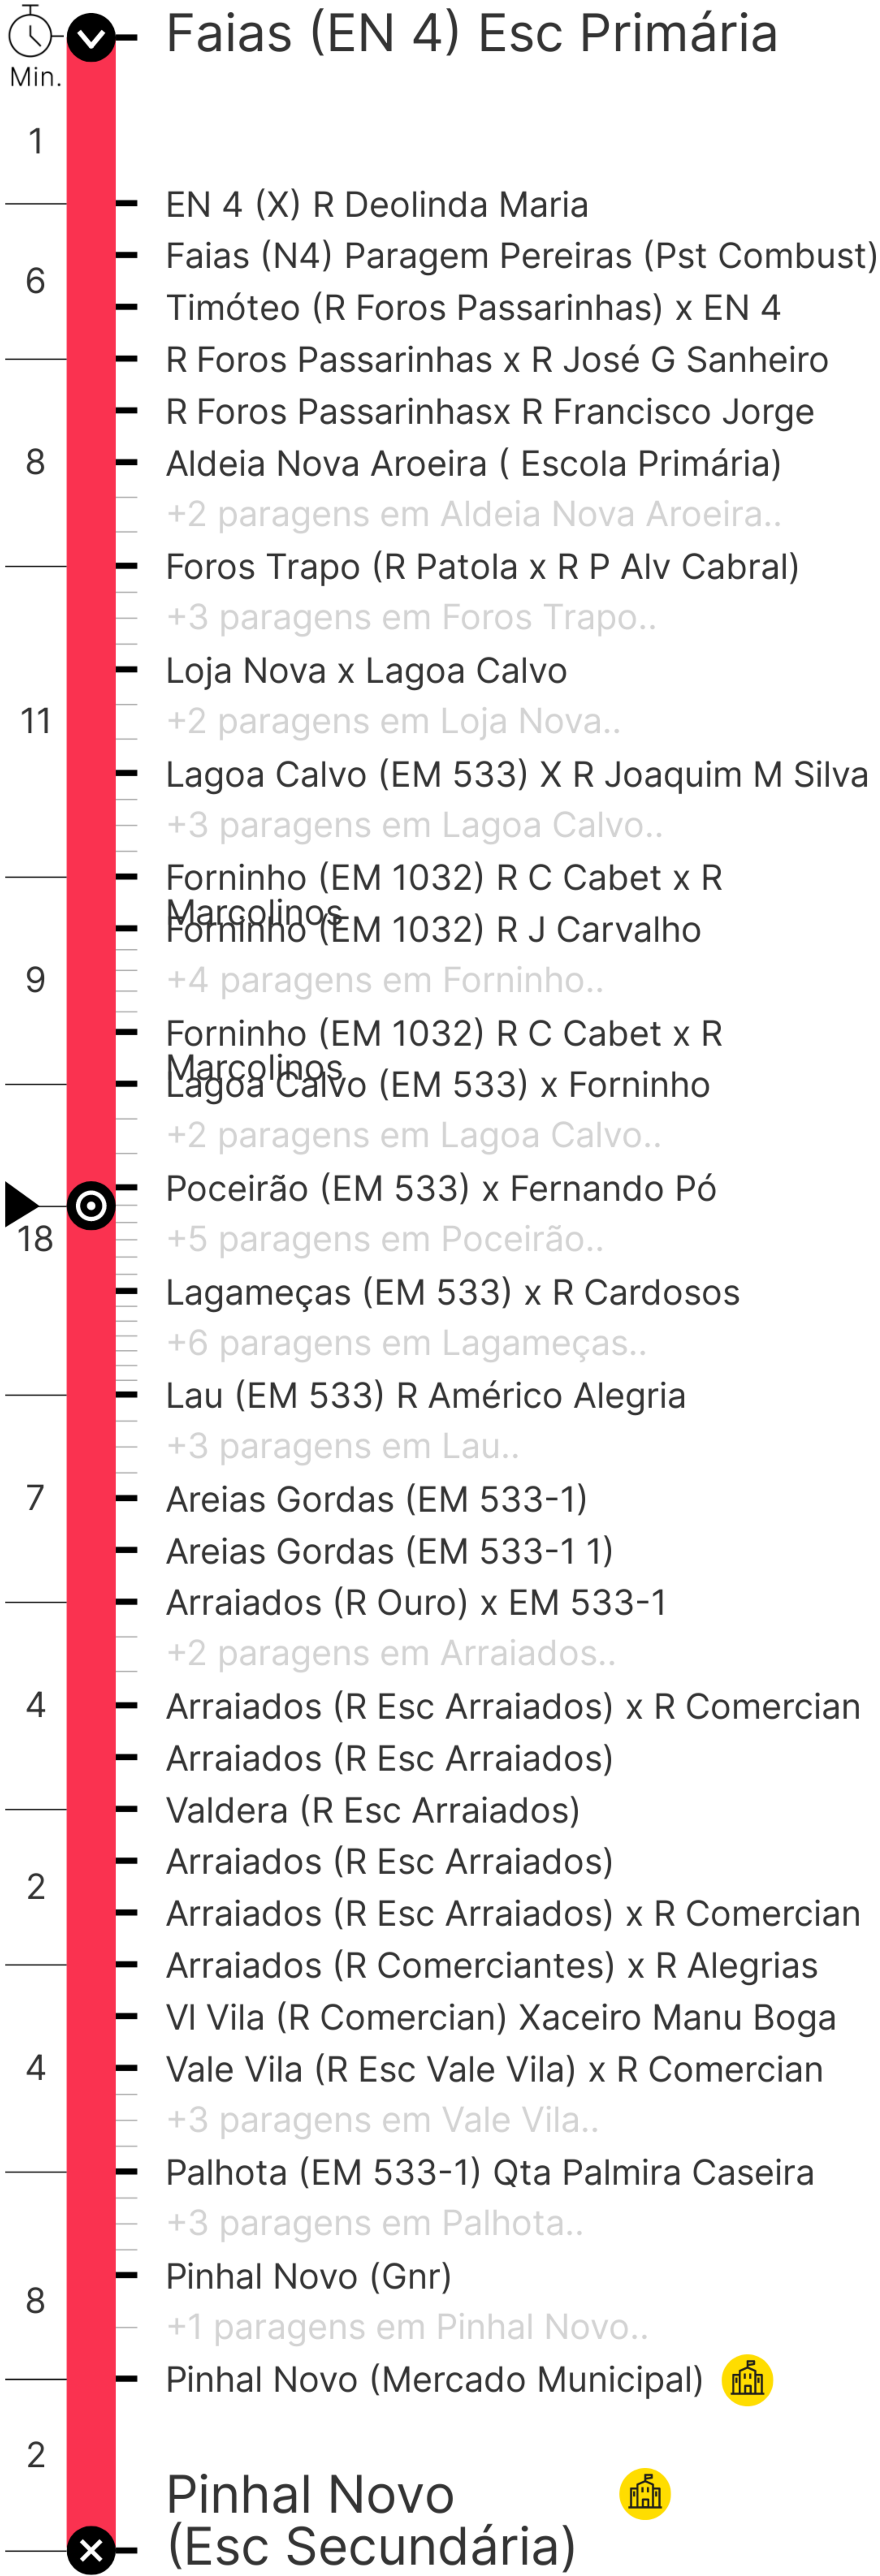 Faias (EN 4) Esc Primária
Min.
1
EN 4 (X) R Deolinda Maria
Faias (N4) Paragem Pereiras (Pst Combust)
6
Timóteo (R Foros Passarinhas) x EN 4
R Foros Passarinhas x R José G Sanheiro
R Foros Passarinhasx R Francisco Jorge
8
Aldeia Nova Aroeira ( Escola Primária)
+2 paragens em Aldeia Nova Aroeira..
Foros Trapo (R Patola x R P Alv Cabral)
+3 paragens em Foros Trapo..
Loja Nova x Lagoa Calvo
11
+2 paragens em Loja Nova..
Lagoa Calvo (EM 533) X R Joaquim M Silva
+3 paragens em Lagoa Calvo..
Forninho (EM 1032) R C Cabet x R
Marcolinos
Forninho (EM 1032) R J Carvalho
9
+4 paragens em Forninho..
Forninho (EM 1032) R C Cabet x R
Marcolinos
Lagoa Calvo (EM 533) x Forninho
+2 paragens em Lagoa Calvo..
Poceirão (EM 533) x Fernando Pó
18
+5 paragens em Poceirão..
Lagameças (EM 533) x R Cardosos
+6 paragens em Lagameças..
Lau (EM 533) R Américo Alegria
+3 paragens em Lau..
7
Areias Gordas (EM 533-1)
Areias Gordas (EM 533-1 1)
Arraiados (R Ouro) x EM 533-1
+2 paragens em Arraiados..
4
Arraiados (R Esc Arraiados) x R Comercian
Arraiados (R Esc Arraiados)
Valdera (R Esc Arraiados)
Arraiados (R Esc Arraiados)
2
Arraiados (R Esc Arraiados) x R Comercian
Arraiados (R Comerciantes) x R Alegrias
Vl Vila (R Comercian) Xaceiro Manu Boga
4
Vale Vila (R Esc Vale Vila) x R Comercian
+3 paragens em Vale Vila..
Palhota (EM 533-1) Qta Palmira Caseira
+3 paragens em Palhota..
Pinhal Novo (Gnr)
8
+1 paragens em Pinhal Novo..
Pinhal Novo (Mercado Municipal)
2
Pinhal Novo
(Esc Secundária)